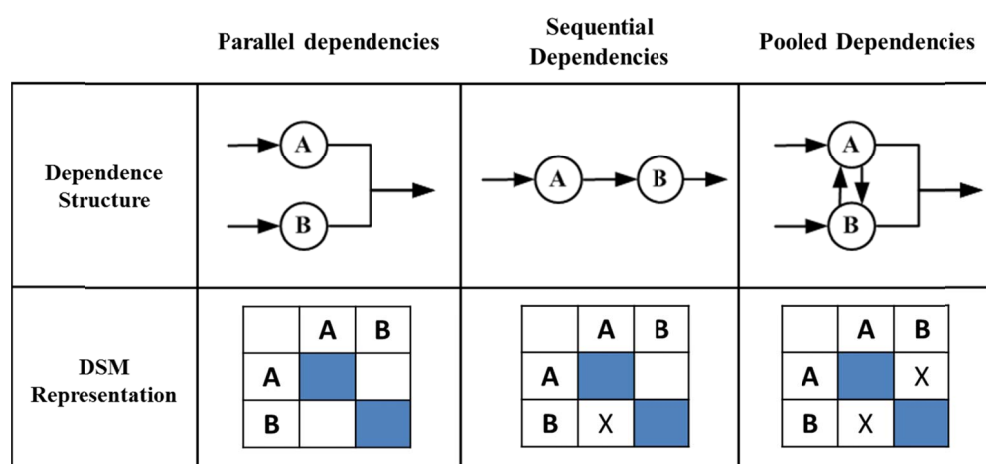 Parallel dependencies
Sequential
Dependencies
Pooled Dependencies
Dependence
Structure
A
B
A
B
A
B
DSM
Representation
A B
A
B
A B
A
B X
A B
A X
B X